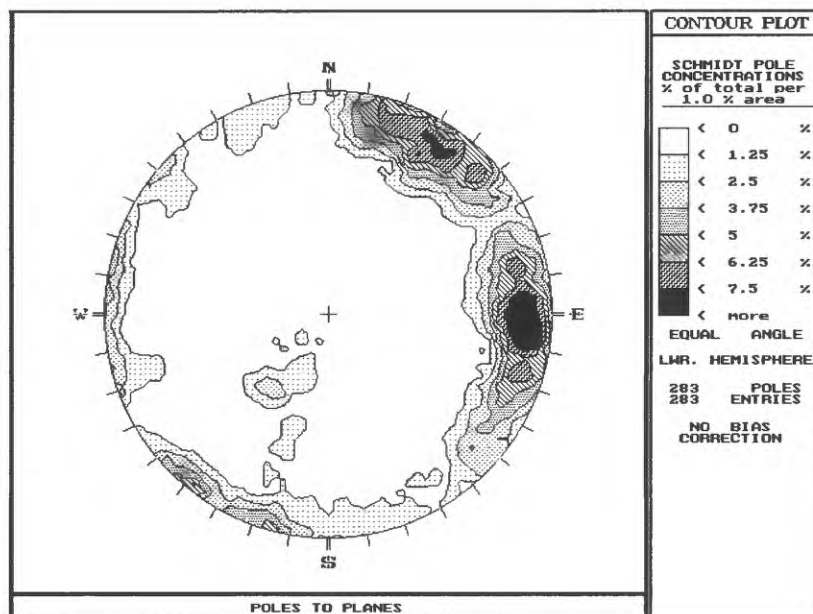 CONTOUR PLOT
SCHMIDT POLE
CONCENTRATIONS
% of total per
1.0 % area
< 0 %
< 1.25 %
< 2.5 %
< 3.75 %
< 5 %
< 6.25 %
< 7.5 %
< more
EQUAL ANGLE
LWR. HEMISPHERE
283 POLES
283 ENTRIES
NO BIAS
CORRECTION
N
W
E
S
POLES TO PLANES